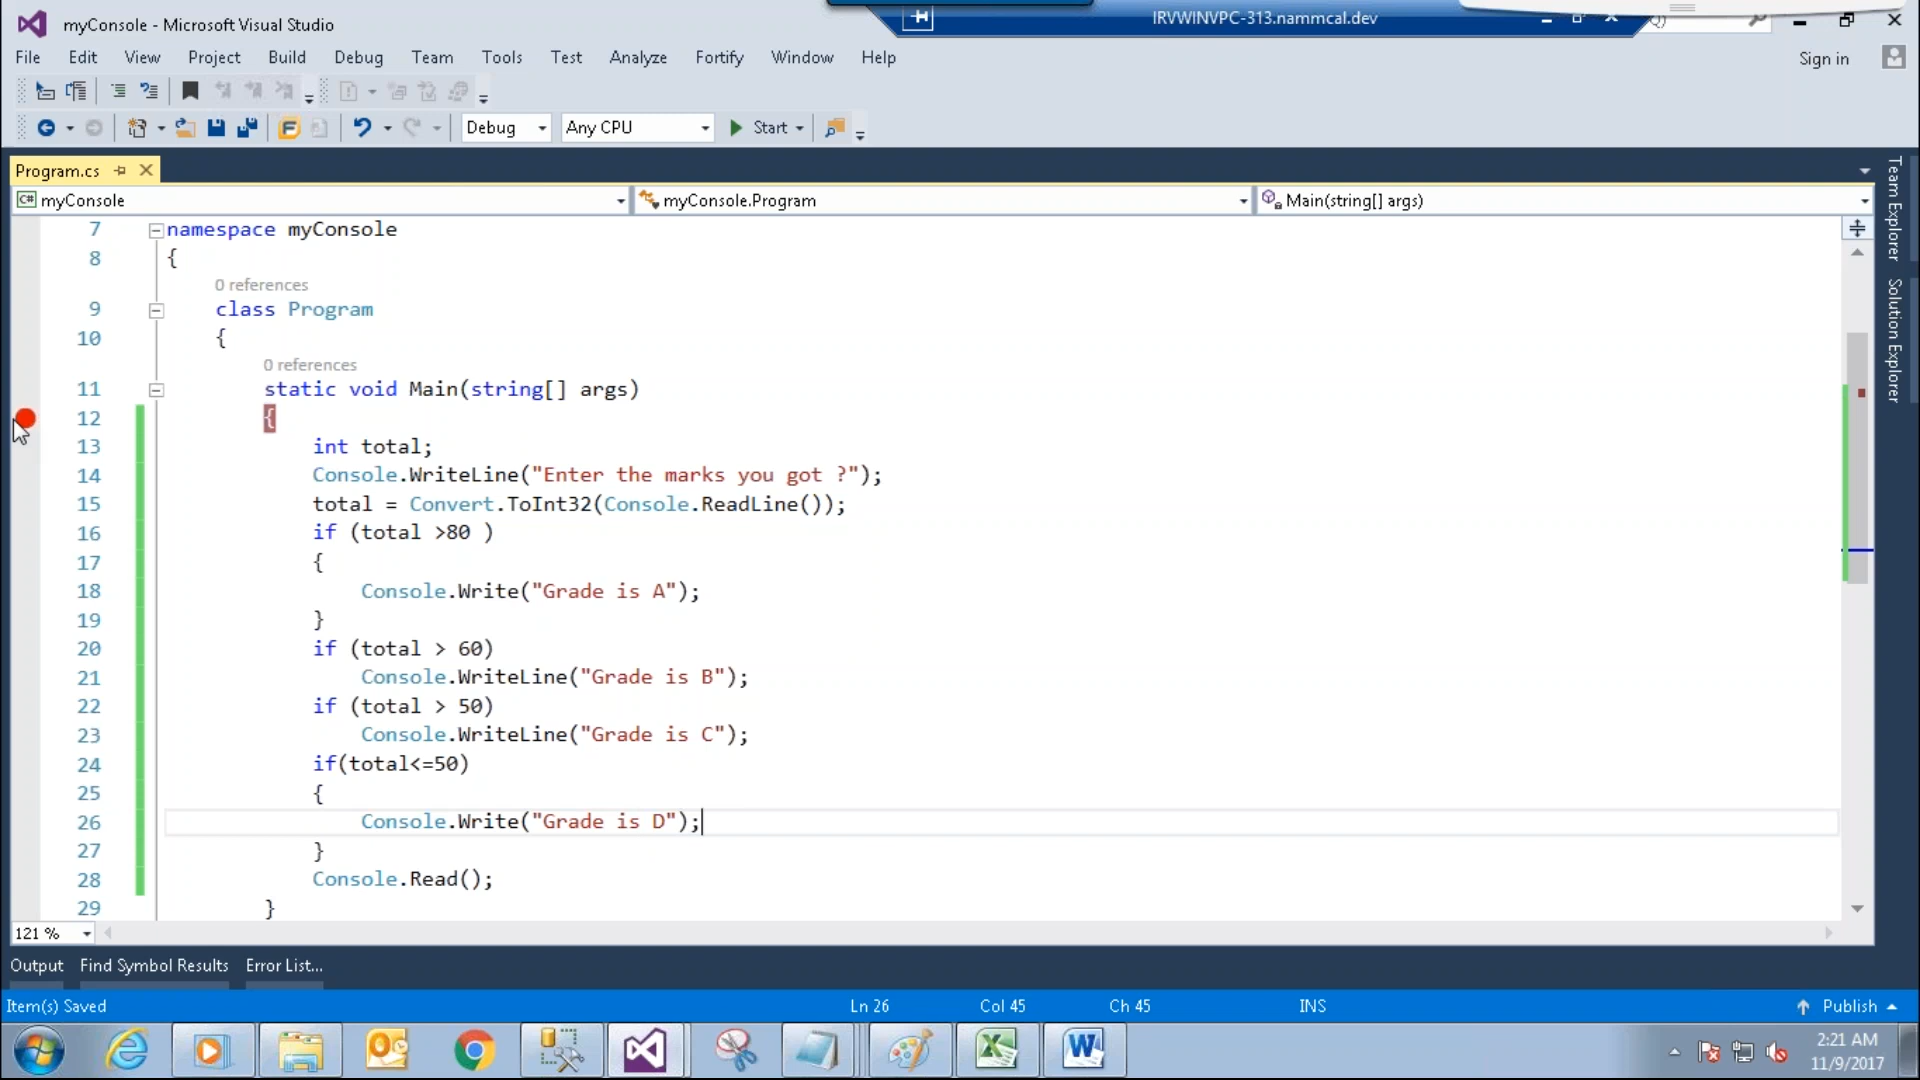 myConsole - Microsoft Visual Studio
IRVWINVPC-313.nammcal.dev
File Edit View Project Build Debug Team Tools Test Analyze Fortify Window Help
Sign in
Debug Any CPU Start
Program.cs
myConsole myConsole.Program Main(string[] args)
7 namespace myConsole
8 {
0 references
9 class Program
10 {
0 references
11 static void Main(string[] args)
12 {
13 int total;
14 Console.WriteLine("Enter the marks you got ?");
15 total = Convert.ToInt32(Console.ReadLine());
16 if (total >80 )
17 {
18 Console.Write("Grade is A");
19 }
20 if (total > 60)
21 Console.WriteLine("Grade is B");
22 if (total > 50)
23 Console.WriteLine("Grade is C");
24 if(total<=50)
25 {
26 Console.Write("Grade is D");
27 }
28 Console.Read();
29 }
121 %
Team Explorer
Solution Explorer
Output Find Symbol Results Error List...
Item(s) Saved Ln 26 Col 45 Ch 45 INS Publish
2:21 AM
11/9/2017